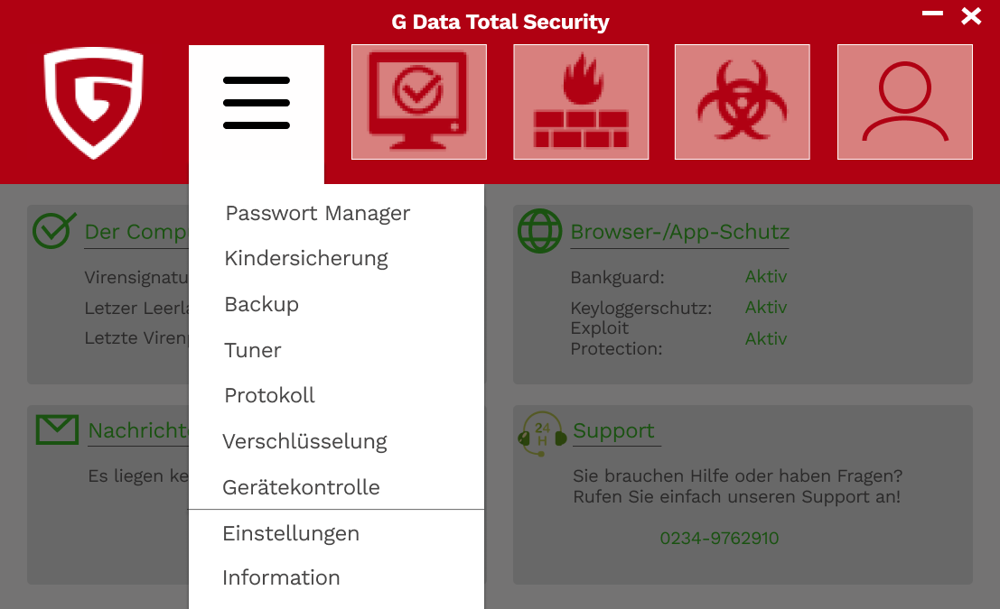 G Data Total Security
Passwort Manager
Kindersicherung
Backup
Tuner
Protokoll
Verschlüsselung
Gerätekontrolle
Einstellungen
Information
Der Comp
Virensignatu
Letzer Leerla
Letzte Viren
Nachricht
Es liegen ke
Browser-/App-Schutz
Bankguard: Aktiv
Keyloggerschutz: Aktiv
Exploit
Protection: Aktiv
24
H
Support
Sie brauchen Hilfe oder haben Fragen?
Rufen Sie einfach unseren Support an!
0234-9762910